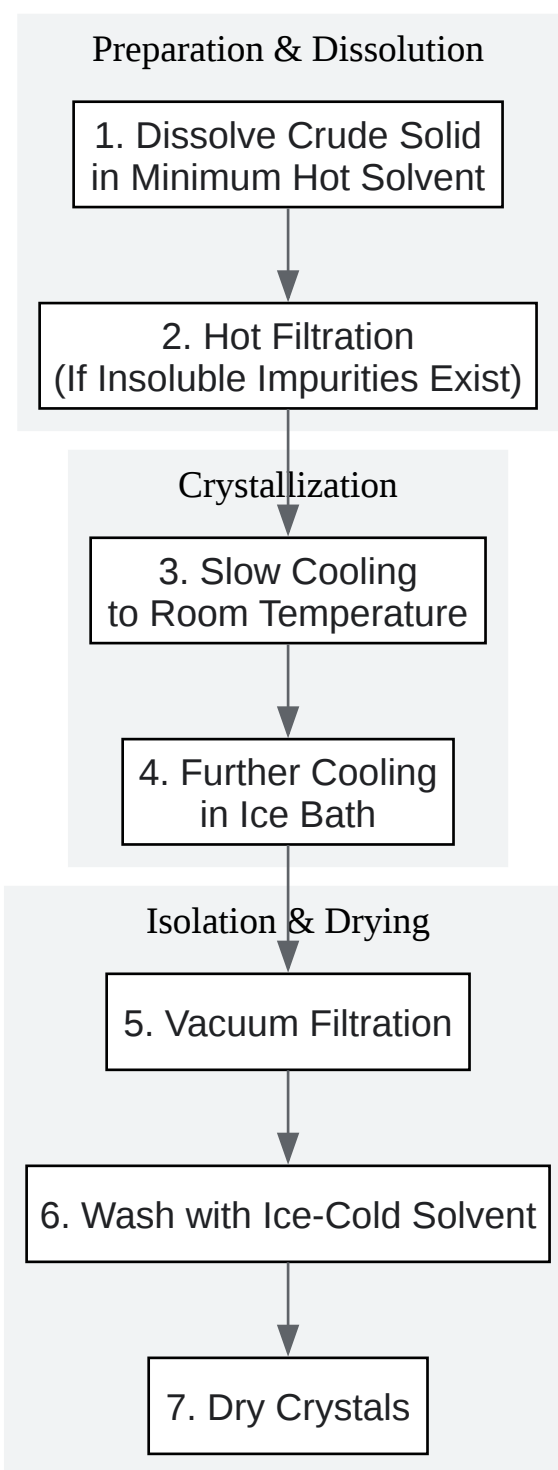 Preparation & Dissolution
1. Dissolve Crude Solid
in Minimum Hot Solvent
2. Hot Filtration
(If Insoluble Impurities Exist)
Crystallization
3. Slow Cooling
to Room Temperature
4. Further Cooling
in Ice Bath
Isolation & Drying
5. Vacuum Filtration
6. Wash with Ice-Cold Solvent
7. Dry Crystals